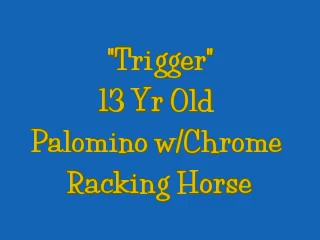 "Trigger"
13 Yr Old
Palomino w/Chrome
Racking Horse